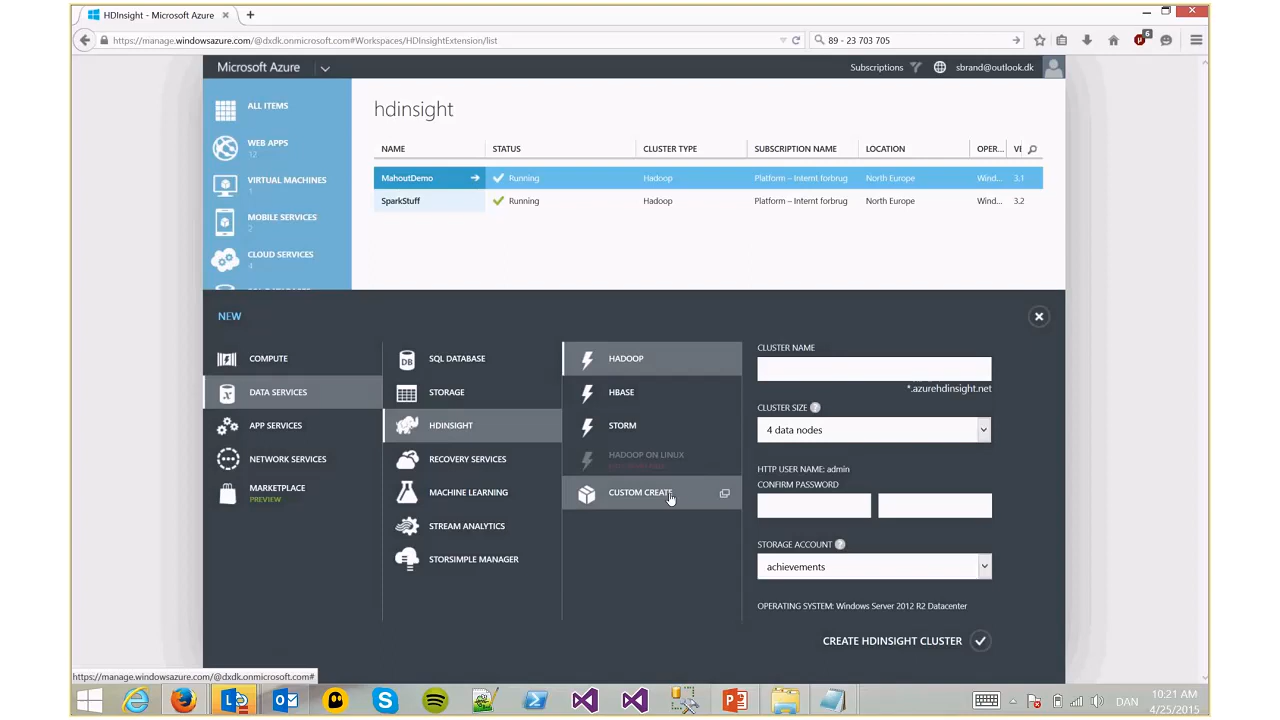 HDInsight - Microsoft Azure
https://manage.windowsazure.com/@dxdk.onmicrosoft.com#Workspaces/HDInsightExtension/list
89 - 23 703 705
6
Microsoft Azure
Subscriptions
sbrand@outlook.dk
ALL ITEMS
WEB APPS
12
VIRTUAL MACHINES
1
MOBILE SERVICES
2
CLOUD SERVICES
4
hdinsight
NAME STATUS CLUSTER TYPE SUBSCRIPTION NAME LOCATION OPER...
MahoutDemo Running Hadoop Platform – Internt forbrug North Europe Wind... 3.1
SparkStuff Running Hadoop Platform – Internt forbrug North Europe Wind... 3.2
NEW
COMPUTE
DATA SERVICES
APP SERVICES
NETWORK SERVICES
MARKETPLACE
PREVIEW
DB
SQL DATABASE
STORAGE
HDINSIGHT
RECOVERY SERVICES
MACHINE LEARNING
STREAM ANALYTICS
STORSIMPLE MANAGER
HADOOP
HBASE
STORM
HADOOP ON LINUX
CUSTOM CREATE
CLUSTER NAME
*.azurehdinsight.net
CLUSTER SIZE ?
4 data nodes
HTTP USER NAME: admin
CONFIRM PASSWORD
STORAGE ACCOUNT ?
achievements
OPERATING SYSTEM: Windows Server 2012 R2 Datacenter
CREATE HDINSIGHT CLUSTER
https://manage.windowsazure.com/@dxdk.onmicrosoft.com#
DAN
10:21 AM
4/25/2015